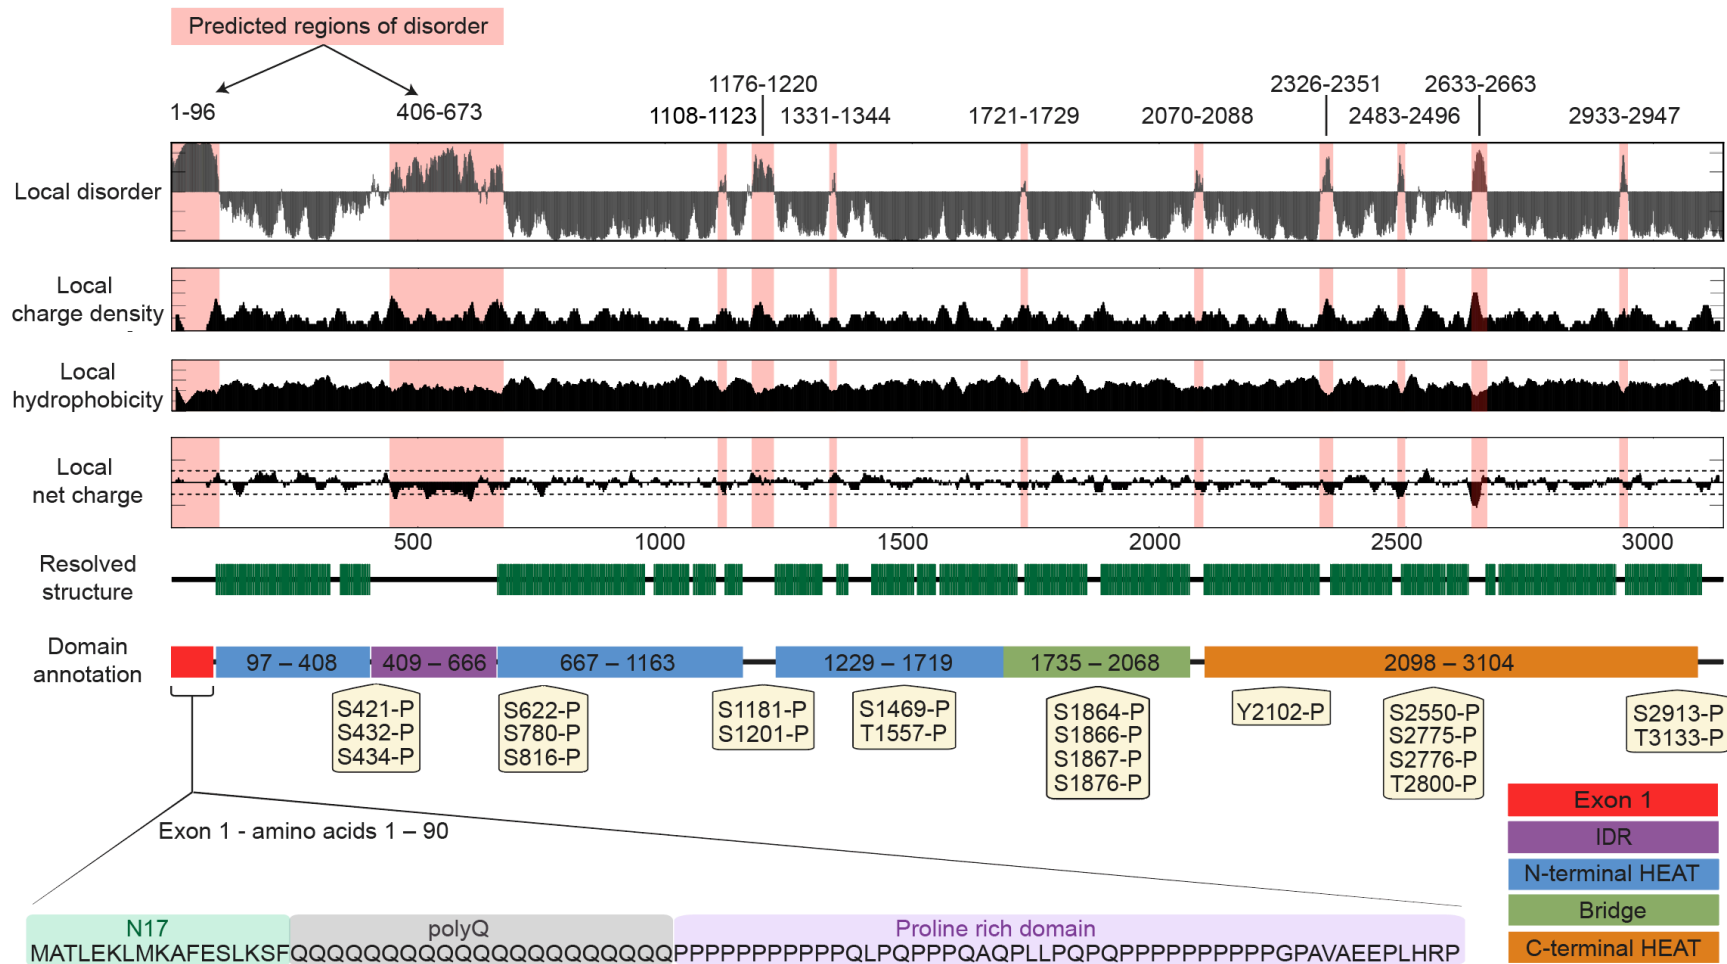 Predicted regions of disorder
1176-1220
2326-2351
2633-2663
1-96
406-673
1108-1123
1331-1344
1721-1729
2070-2088
2483-2496
2933-2947
Local disorder
Local
charge density
Local
hydrophobicity
Local
net charge
500
1000
1500
2000
2500
3000
Resolved
structure
Domain
annotation
97 – 408
409 – 666
667 – 1163
1229 – 1719
1735 – 2068
2098 – 3104
S421-P
S432-P
S434-P
S622-P
S780-P
S816-P
S1181-P
S1201-P
S1469-P
T1557-P
S1864-P
S1866-P
S1867-P
S1876-P
Y2102-P
S2550-P
S2775-P
S2776-P
T2800-P
S2913-P
T3133-P
Exon 1 - amino acids 1 – 90
Exon 1
IDR
N-terminal HEAT
Bridge
C-terminal HEAT
N17
polyQ
Proline rich domain
MATLEKLMKAFESLKSFQQQQQQQQQQQQQQQQQQQQQPPPPPPPPPPPQLPQPPPQAQPLLPQPQPPPPPPPPPPGPAVAEEPLHRP